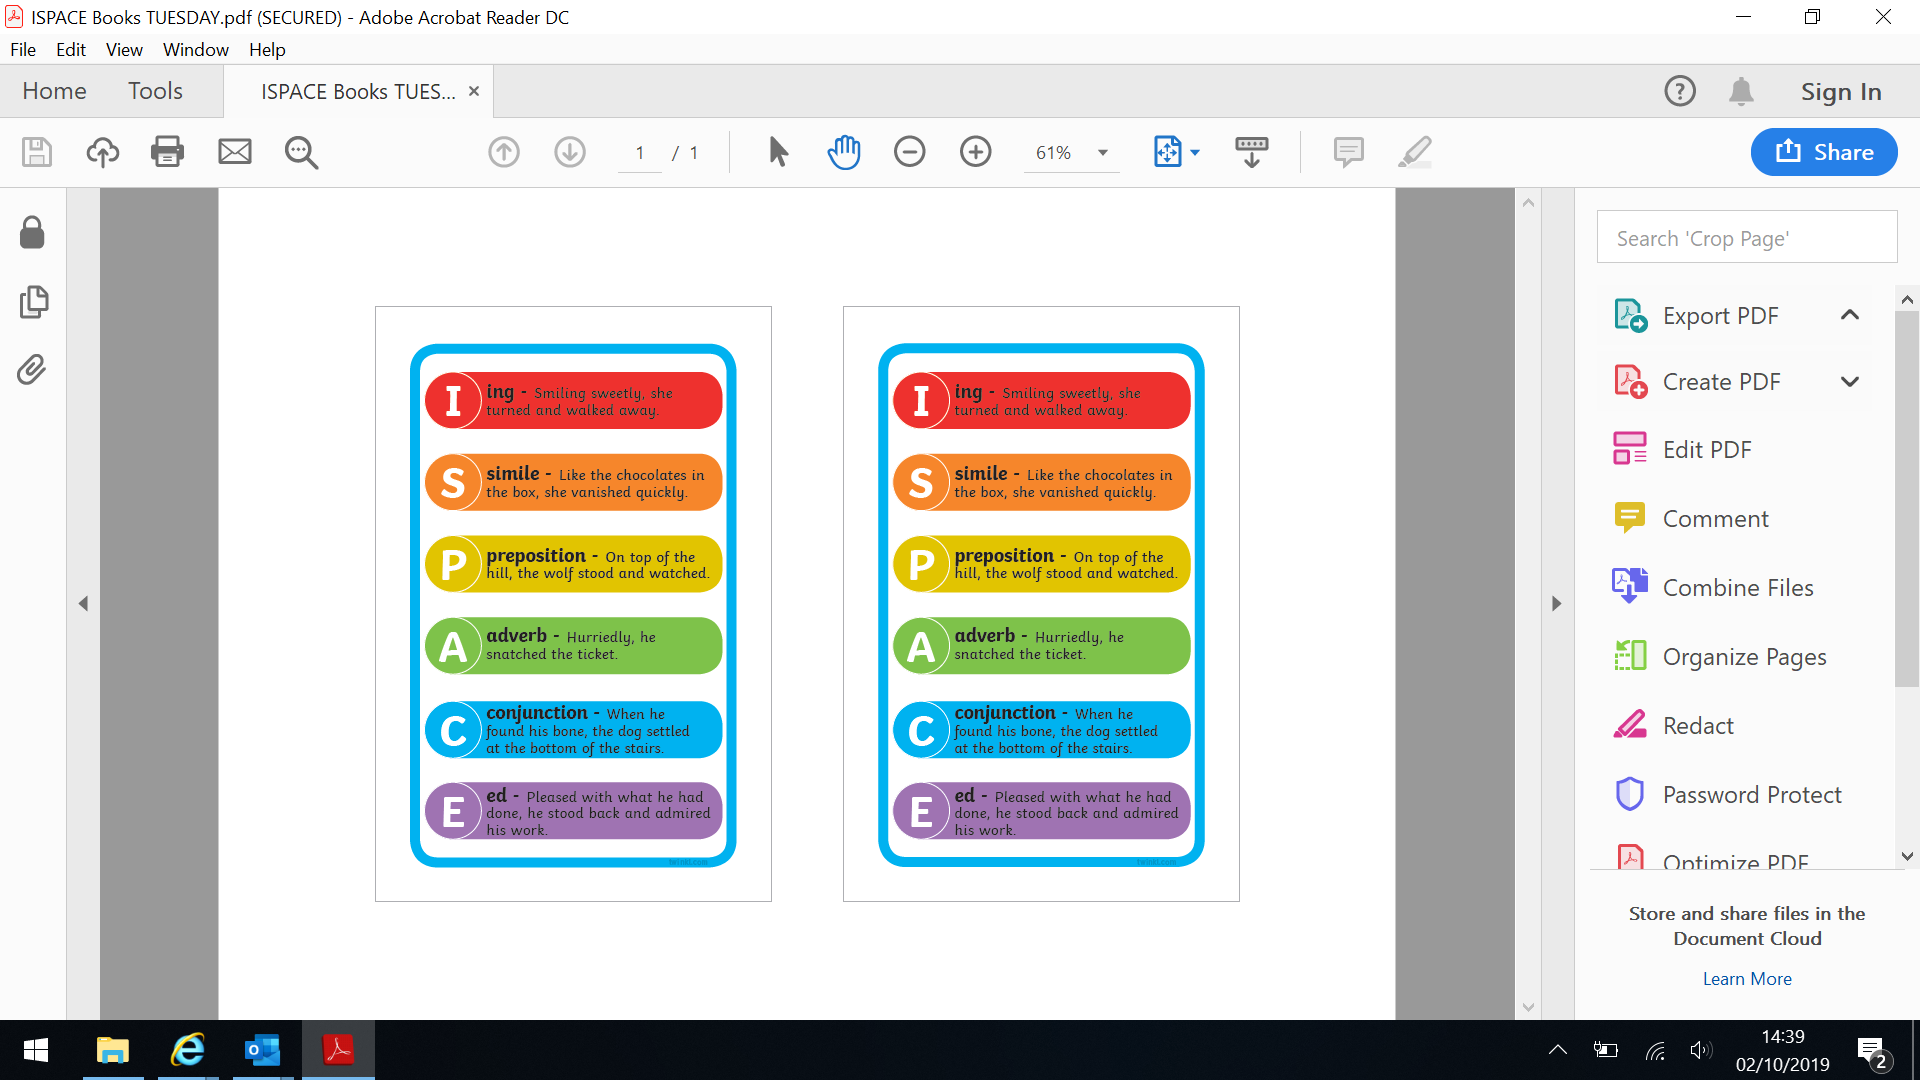 ISPACE Books TUESDAY.pdf (SECURED) - Adobe Acrobat Reader DC
File Edit View Window Help
Home Tools ISPACE Books TUES... × Sign In
1 / 1 61% Share
I ing - Smiling sweetly, she
turned and walked away.
S simile - Like the chocolates in
the box, she vanished quickly.
P preposition - On top of the
hill, the wolf stood and watched.
A adverb - Hurriedly, he
snatched the ticket.
C conjunction - When he
found his bone, the dog settled
at the bottom of the stairs.
E ed - Pleased with what he had
done, he stood back and admired
his work.
twinkl.com
I ing - Smiling sweetly, she
turned and walked away.
S simile - Like the chocolates in
the box, she vanished quickly.
P preposition - On top of the
hill, the wolf stood and watched.
A adverb - Hurriedly, he
snatched the ticket.
C conjunction - When he
found his bone, the dog settled
at the bottom of the stairs.
E ed - Pleased with what he had
done, he stood back and admired
his work.
twinkl.com
Search 'Crop Page'
Export PDF
Create PDF
Edit PDF
Comment
Combine Files
Organize Pages
Redact
Password Protect
Optimize PDF
Store and share files in the
Document Cloud
Learn More
14:39
02/10/2019
2